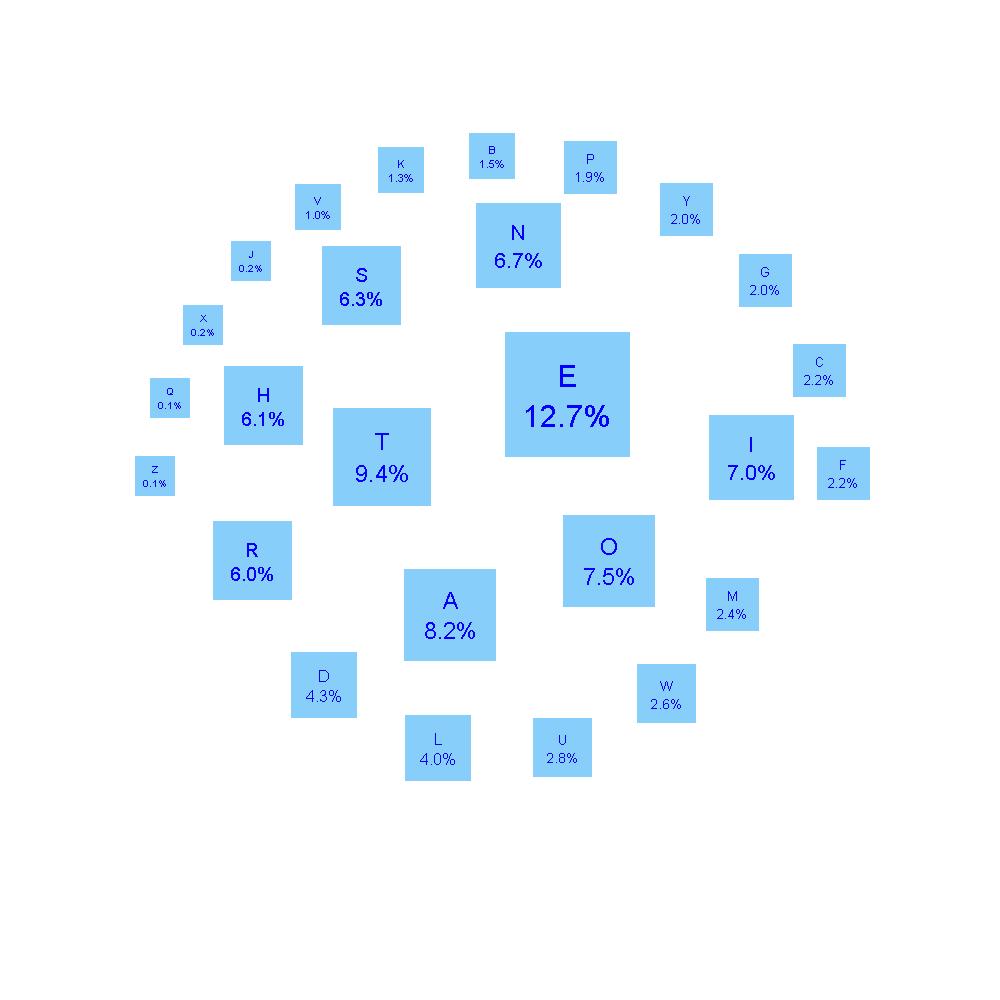 B
1.5%
P
1.9%
K
1.3%
Y
2.0%
V
1.0%
N
6.7%
J
0.2%
S
6.3%
G
2.0%
X
0.2%
C
2.2%
E
12.7%
Q
0.1%
H
6.1%
T
9.4%
I
7.0%
F
2.2%
Z
0.1%
R
6.0%
O
7.5%
A
8.2%
M
2.4%
D
4.3%
W
2.6%
L
4.0%
U
2.8%